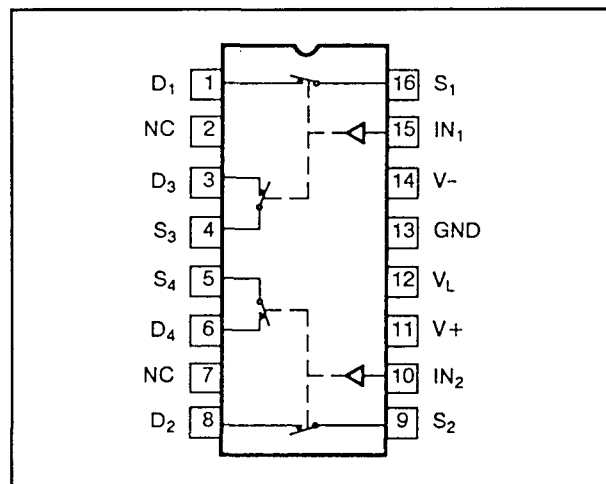 D1 1 16 S1
NC 2 15 IN1
D3 3 14 V−
S3 4 13 GND
S4 5 12 VL
D4 6 11 V+
NC 7 10 IN2
D2 8 9 S2